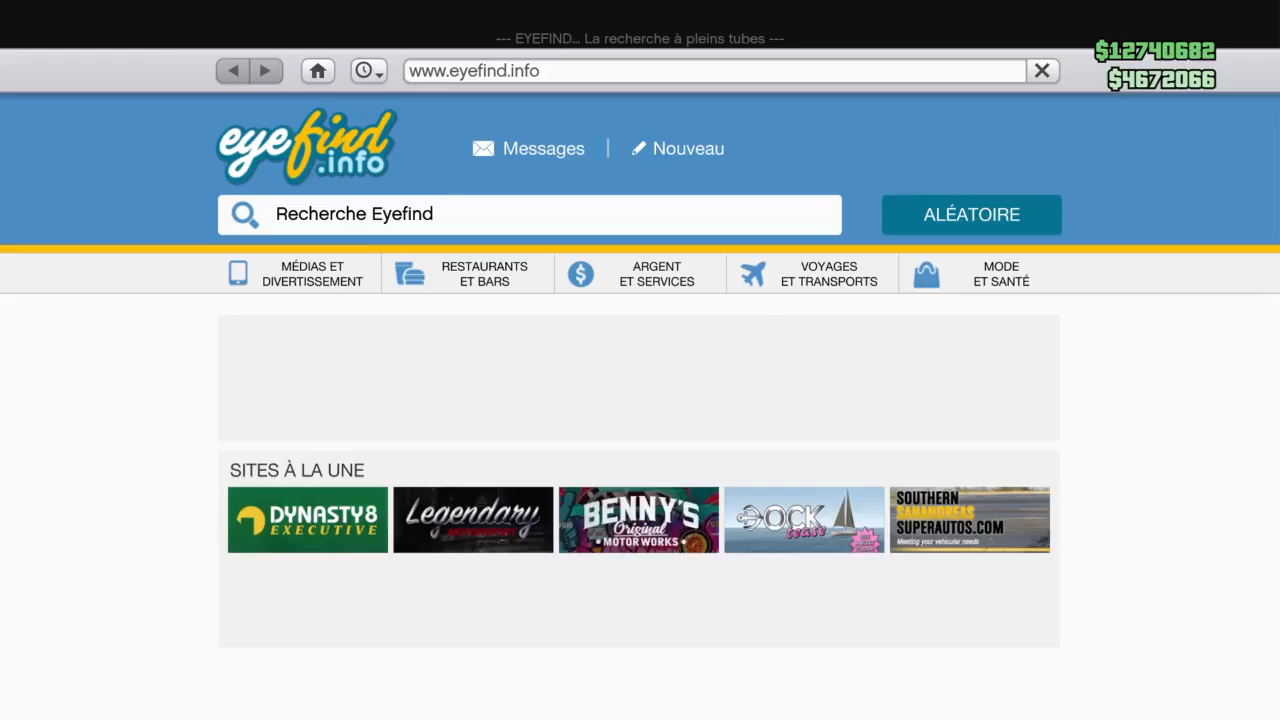 --- EYEFIND... La recherche à pleins tubes ---
$12740682
www.eyefind.info
$4672066
eyefind
.info
Messages
Nouveau
Recherche Eyefind
ALÉATOIRE
MÉDIAS ET
DIVERTISSEMENT
RESTAURANTS
ET BARS
ARGENT
ET SERVICES
VOYAGES
ET TRANSPORTS
MODE
ET SANTÉ
SITES À LA UNE
DYNASTY8
EXECUTIVE
Legendary
BENNY'S
Original
MOTOR WORKS
DOCK
tease
SOUTHERN
SANANDREAS
SUPERAUTOS.COM
Meeting your vehicular needs